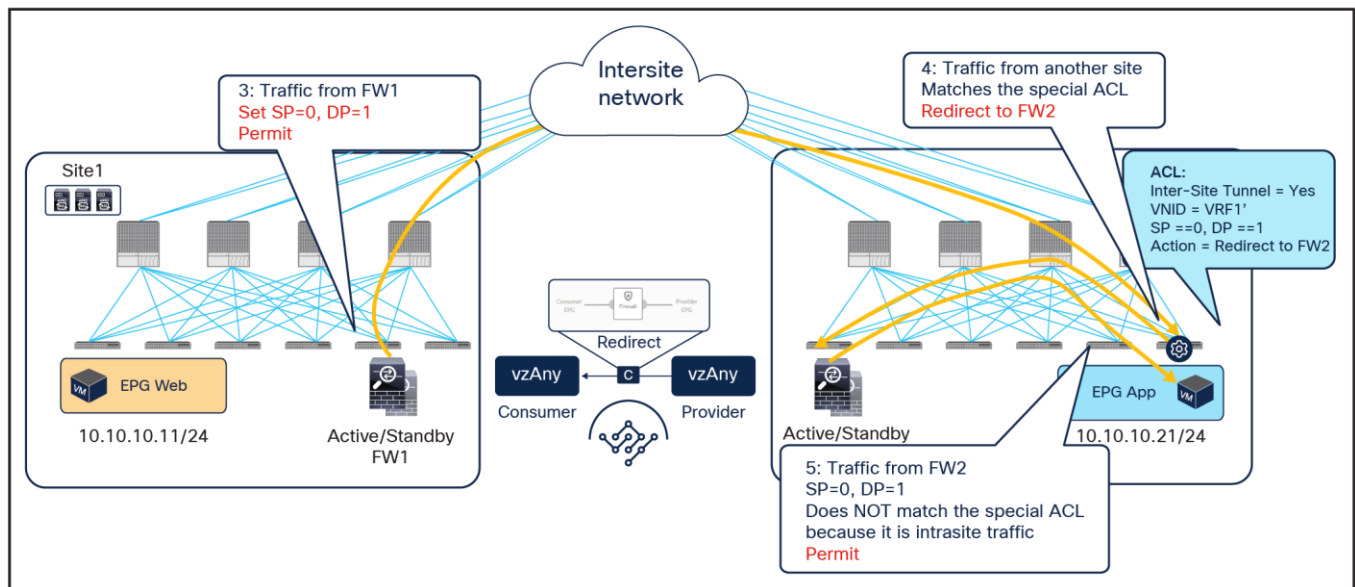 Intersite
network
3: Traffic from FW1
Set SP=0, DP=1
Permit
4: Traffic from another site
Matches the special ACL
Redirect to FW2
Site1
ACL:
Inter-Site Tunnel = Yes
VNID = VRF1'
SP ==0, DP ==1
Action = Redirect to FW2
Consumer
EPG
Firewall
Provider
EPG
Redirect
vzAny
C
vzAny
Consumer
Provider
VM
EPG Web
10.10.10.11/24
Active/Standby
FW1
Active/Standby
EPG App
VM
10.10.10.21/24
5: Traffic from FW2
SP=0, DP=1
Does NOT match the special ACL
because it is intrasite traffic
Permit